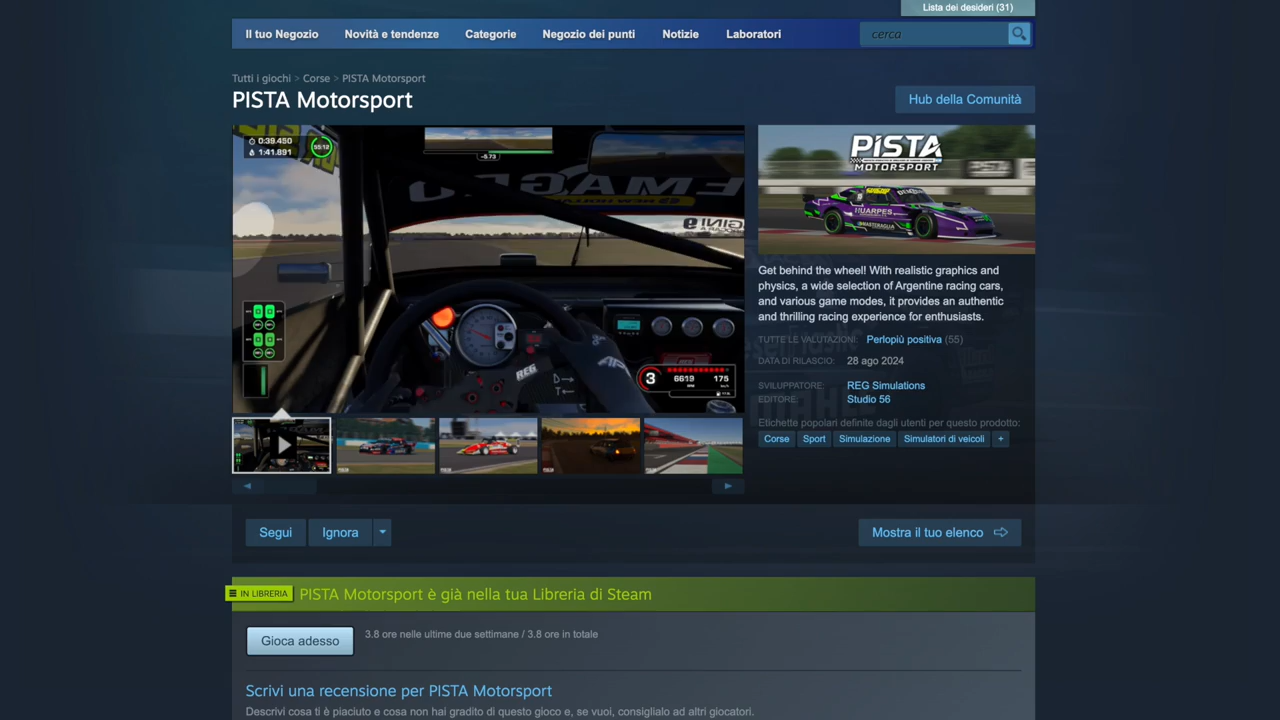 Lista dei desideri (31)
Il tuo Negozio Novità e tendenze Categorie Negozio dei punti Notizie Laboratori cerca
Tutti i giochi > Corse > PISTA Motorsport
PISTA Motorsport
Hub della Comunità
0:39.450
1:41.891
55/12
-5.73
REG
3 6619 175
PISTA
MOTORSPORT
HUARPES
Get behind the wheel! With realistic graphics and
physics, a wide selection of Argentine racing cars,
and various game modes, it provides an authentic
and thrilling racing experience for enthusiasts.
TUTTE LE VALUTAZIONI: Perlopiù positiva (55)
DATA DI RILASCIO: 28 ago 2024
SVILUPPATORE: REG Simulations
EDITORE: Studio 56
Etichette popolari definite dagli utenti per questo prodotto:
Corse Sport Simulazione Simulatori di veicoli +
Segui Ignora
Mostra il tuo elenco
IN LIBRERIA PISTA Motorsport è già nella tua Libreria di Steam
Gioca adesso 3.8 ore nelle ultime due settimane / 3.8 ore in totale
Scrivi una recensione per PISTA Motorsport
Descrivi cosa ti è piaciuto e cosa non hai gradito di questo gioco e, se vuoi, consiglialo ad altri giocatori.